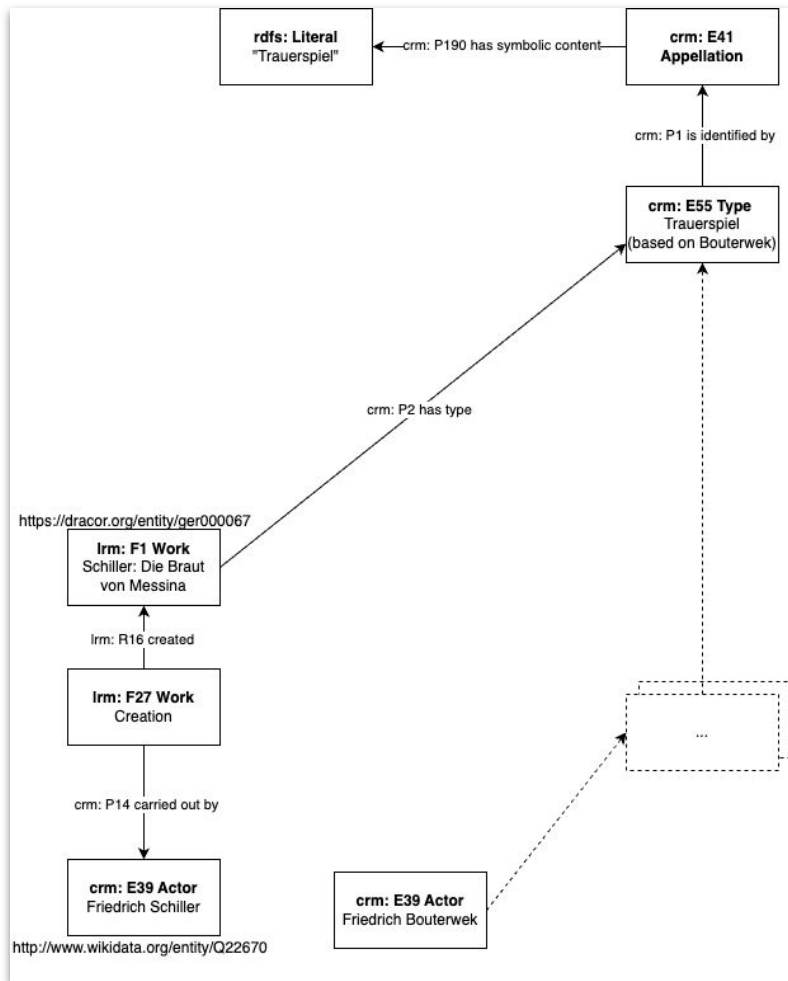 rdfs: Literal
"Trauerspiel"
crm: P190 has symbolic content
crm: E41
Appellation
crm: P1 is identified by
crm: E55 Type
Trauerspiel
(based on Bouterwek)
crm: P2 has type
https://dracor.org/entity/ger000067
lrm: F1 Work
Schiller: Die Braut
von Messina
lrm: R16 created
lrm: F27 Work
Creation
...
crm: P14 carried out by
crm: E39 Actor
Friedrich Schiller
crm: E39 Actor
Friedrich Bouterwek
http://www.wikidata.org/entity/Q22670